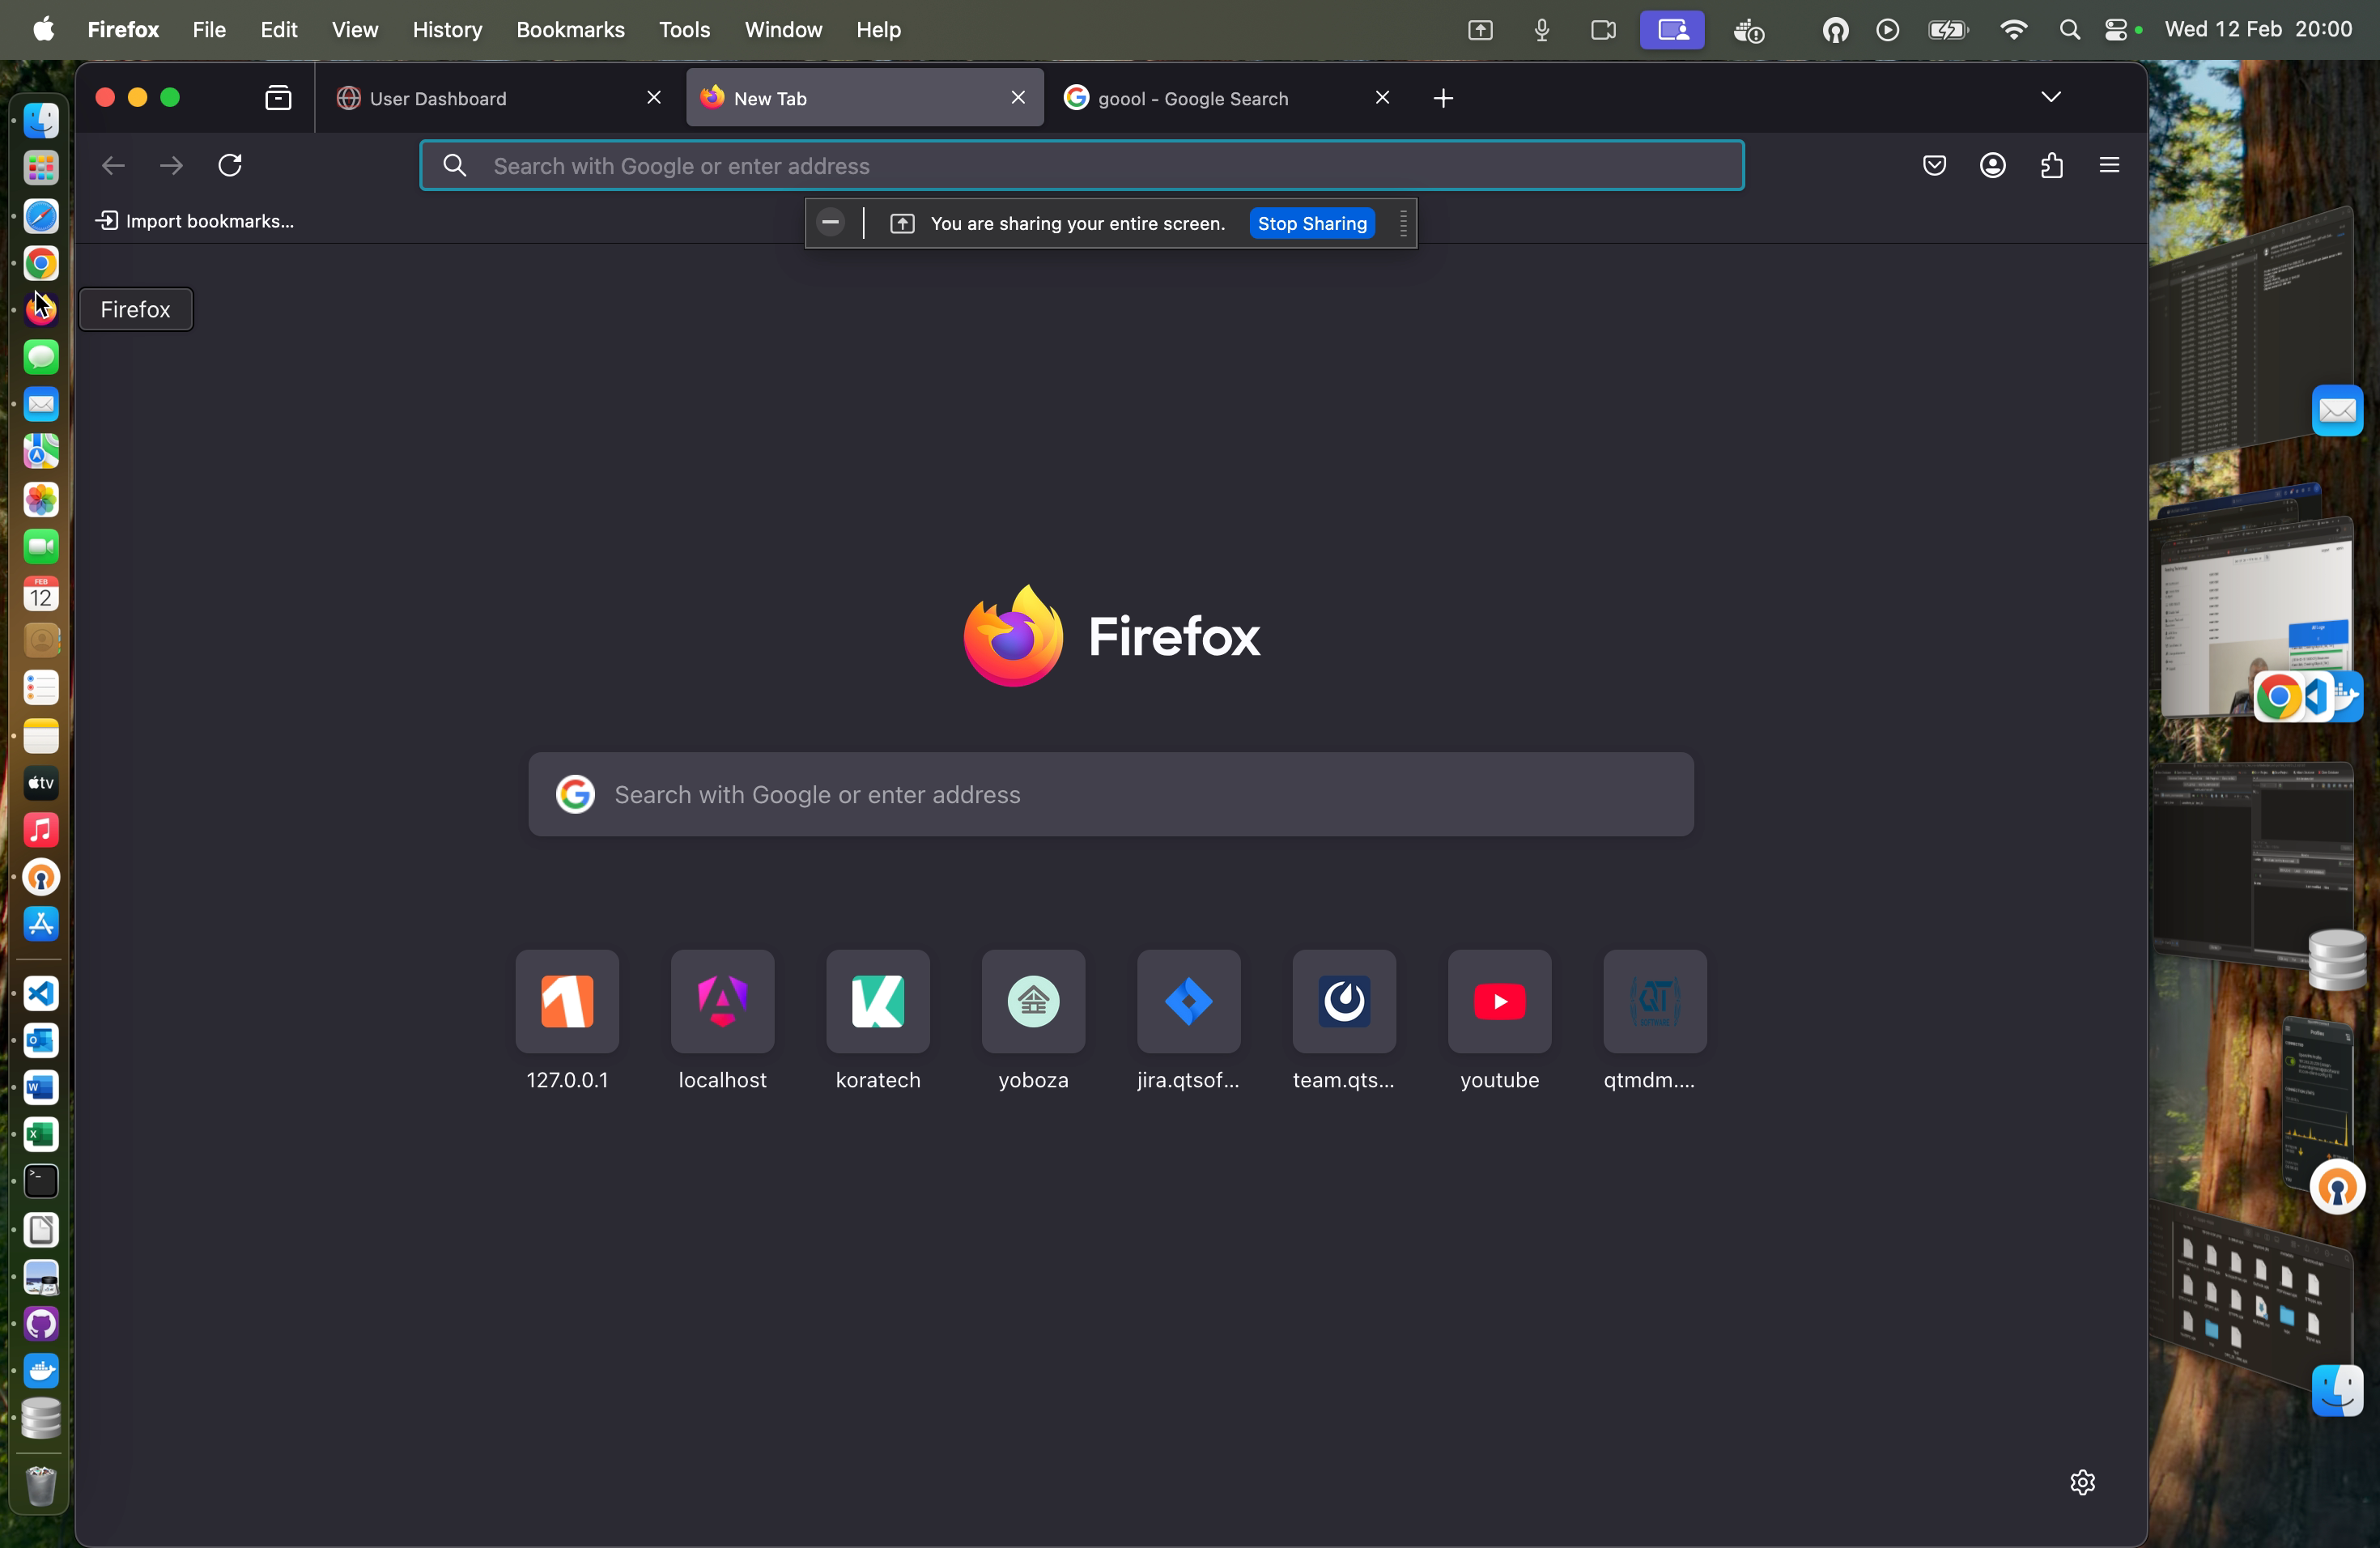 Firefox File Edit View History Bookmarks Tools Window Help Wed 12 Feb 20:00
User Dashboard New Tab goool - Google Search
Search with Google or enter address
Import bookmarks...
You are sharing your entire screen. Stop Sharing
Firefox
Firefox
Search with Google or enter address
127.0.0.1 localhost koratech yoboza jira.qtsof... team.qts... youtube qtmdm....
FEB
12
tv
QT